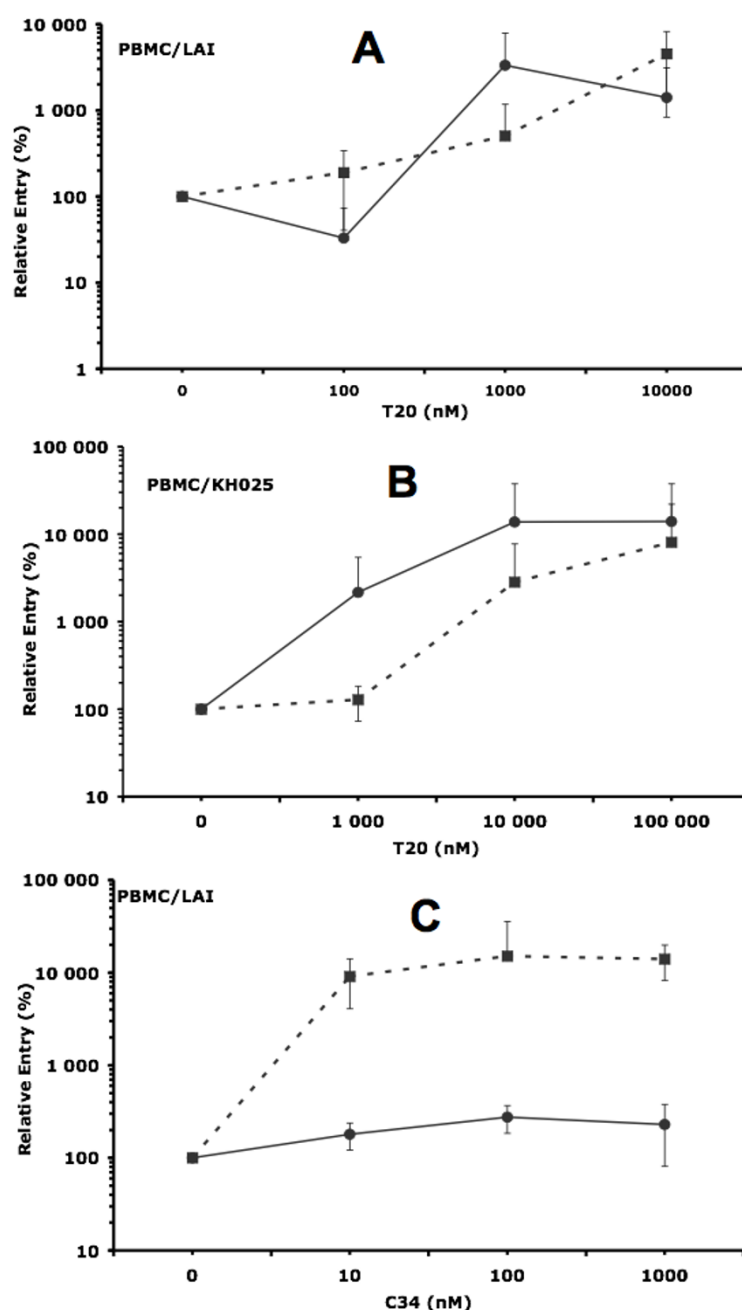 A
PBMC/LAI
Relative Entry (%)
10 000
1 000
100
10
1
0 100 1000 10000
T20 (nM)
B
PBMC/KH025
Relative Entry (%)
100 000
10 000
1 000
100
10
0 1 000 10 000 100 000
T20 (nM)
C
PBMC/LAI
Relative Entry (%)
100 000
10 000
1 000
100
10
0 10 100 1000
C34 (nM)